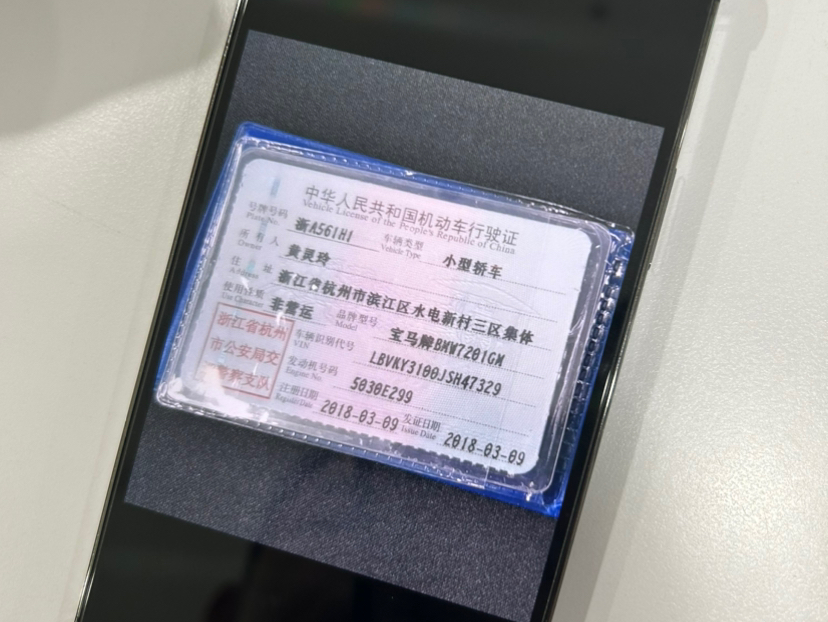 中华人民共和国机动车行驶证
Vehicle License of the People's Republic of China
号牌号码 浙A561H1 车辆类型 小型轿车
Plate No. Vehicle Type
所有人 黄灵玲
Owner
住址 浙江省杭州市滨江区水电新村三区集体
Address
使用性质 非营运 品牌型号 宝马牌BMW7201GM
Use Character Model
浙江省杭州 车辆识别代号 LBVKY3100JSH47329
VIN
市公安局交 发动机号码 5030E299
Engine No.
警察支队 注册日期 2018-03-09 发证日期 2018-03-09
Register Date Issue Date